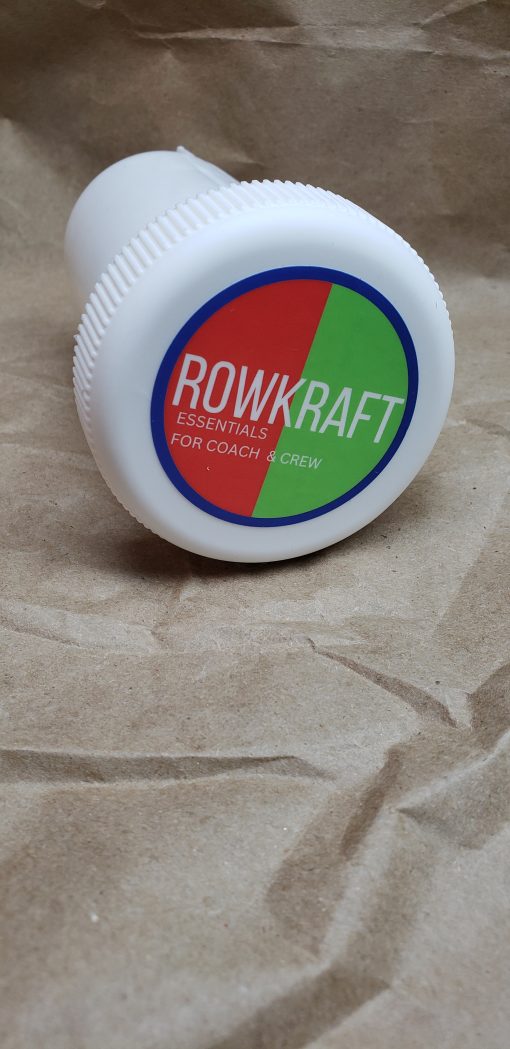 ROWKRAFT
ESSENTIALS
FOR COACH & CREW